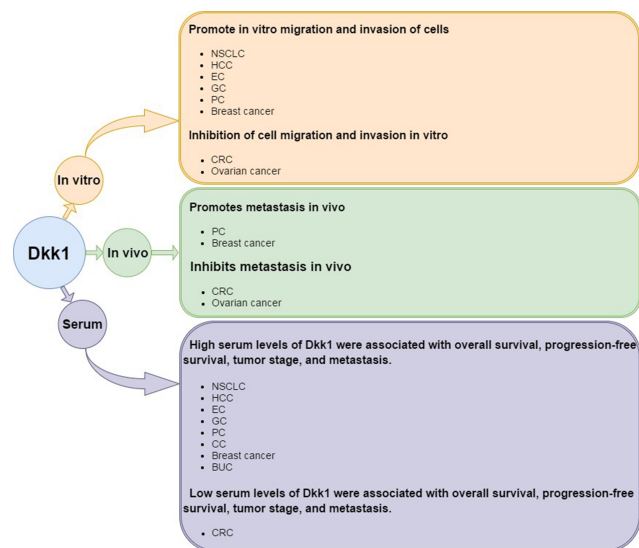 Promote in vitro migration and invasion of cells
NSCLC
HCC
EC
GC
PC
Breast cancer
Inhibition of cell migration and invasion in vitro
CRC
Ovarian cancer
In vitro
Promotes metastasis in vivo
PC
Breast cancer
Inhibits metastasis in vivo
CRC
Ovarian cancer
Dkk1
In vivo
Serum
High serum levels of Dkk1 were associated with overall survival, progression-free
survival, tumor stage, and metastasis.
NSCLC
HCC
EC
GC
PC
CC
Breast cancer
BUC
Low serum levels of Dkk1 were associated with overall survival, progression-free
survival, tumor stage, and metastasis.
CRC